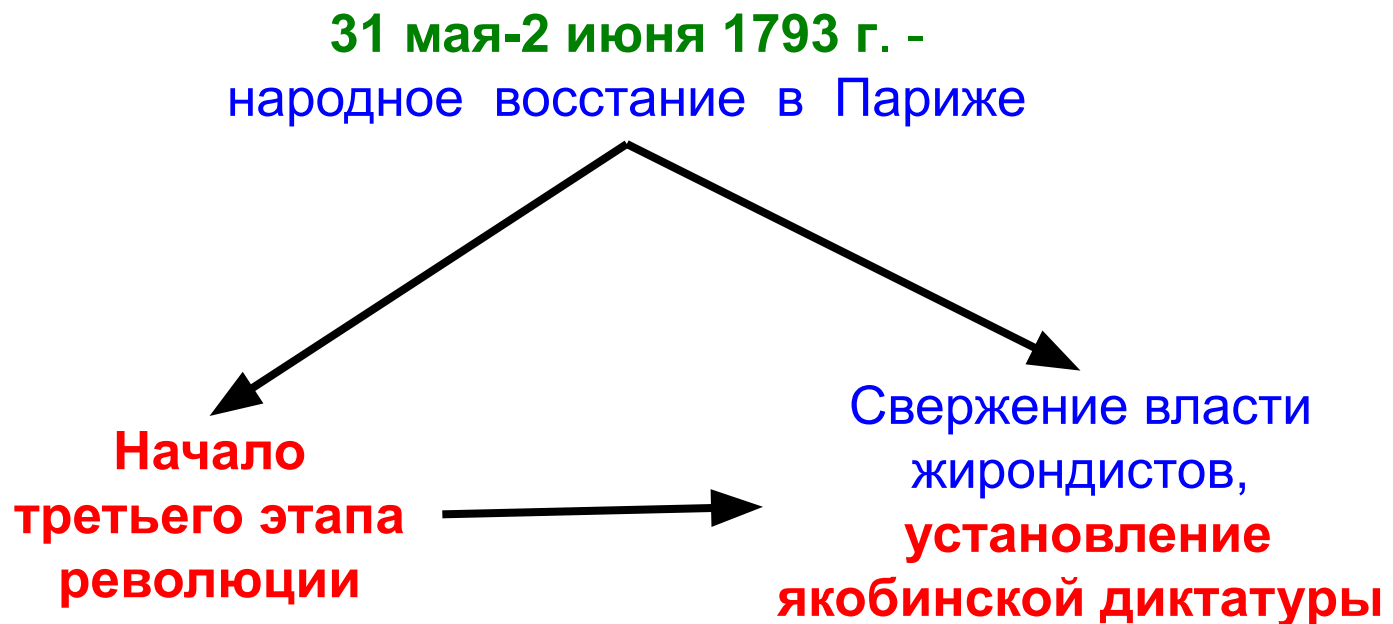 31 мая-2 июня 1793 г. -
народное восстание в Париже
Начало
третьего этапа
революции
Свержение власти
жирондистов,
установление
якобинской диктатуры